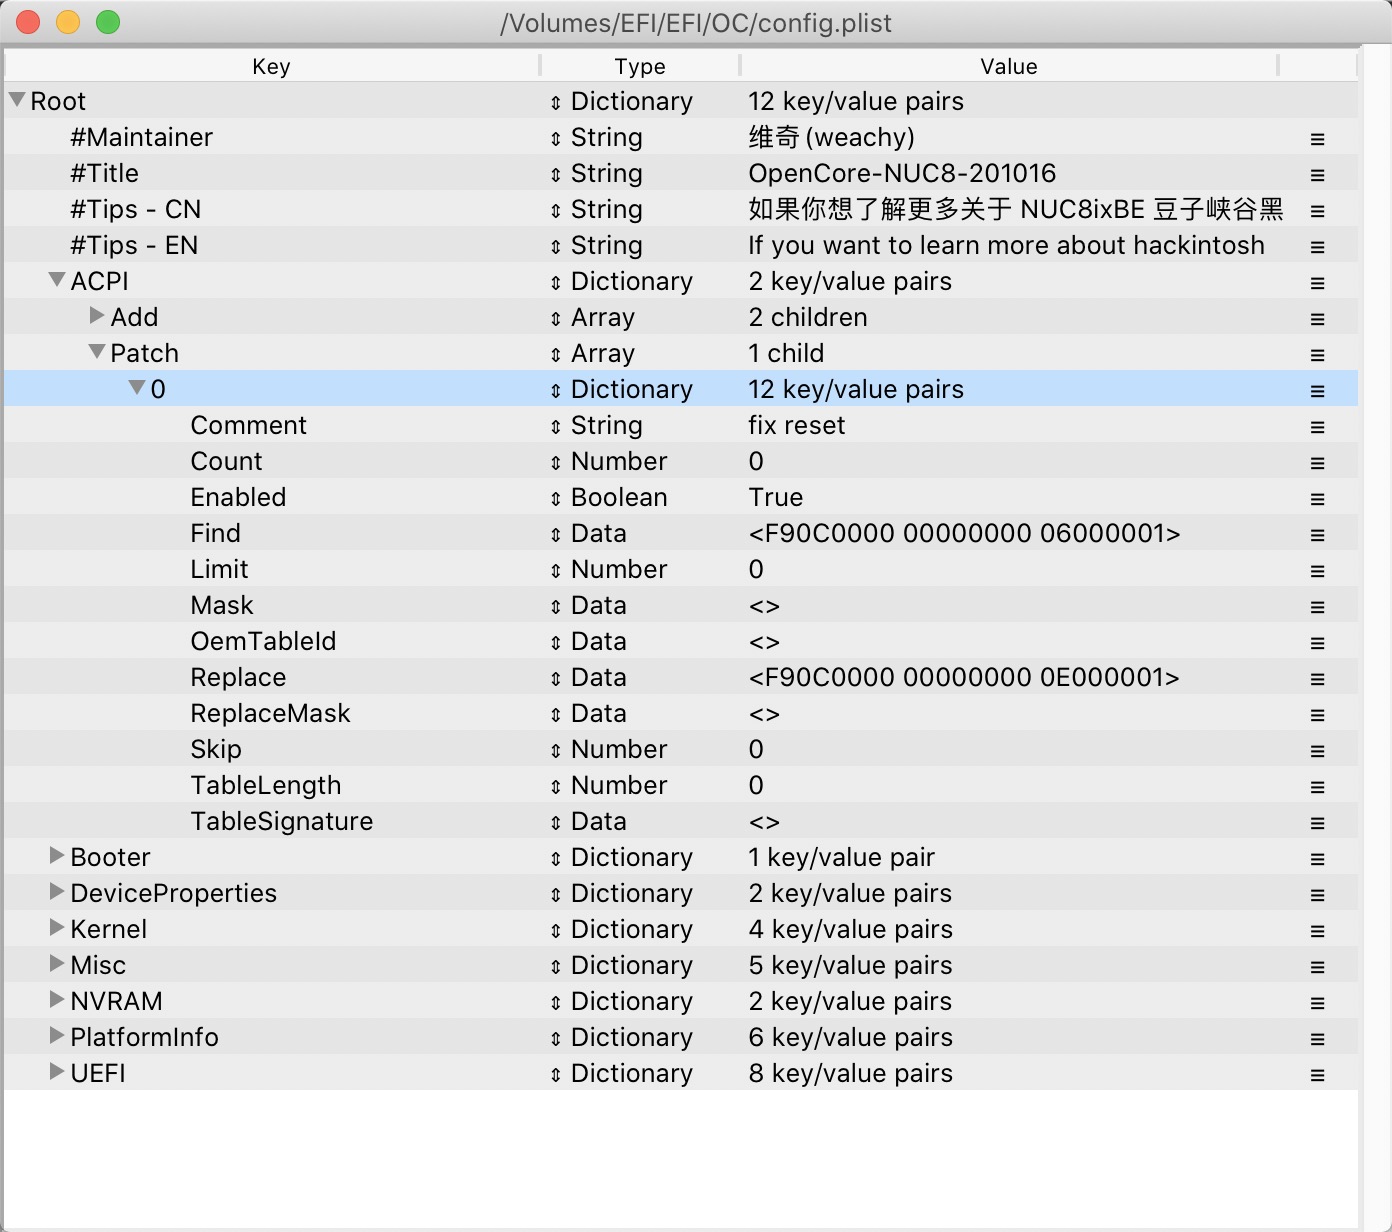 /Volumes/EFI/EFI/OC/config.plist
Key Type Value
Root Dictionary 12 key/value pairs
#Maintainer String 维奇 (weachy)
#Title String OpenCore-NUC8-201016
#Tips - CN String 如果你想了解更多关于 NUC8ixBE 豆子峡谷黑
#Tips - EN String If you want to learn more about hackintosh
ACPI Dictionary 2 key/value pairs
Add Array 2 children
Patch Array 1 child
0 Dictionary 12 key/value pairs
Comment String fix reset
Count Number 0
Enabled Boolean True
Find Data <F90C0000 00000000 06000001>
Limit Number 0
Mask Data <>
OemTableId Data <>
Replace Data <F90C0000 00000000 0E000001>
ReplaceMask Data <>
Skip Number 0
TableLength Number 0
TableSignature Data <>
Booter Dictionary 1 key/value pair
DeviceProperties Dictionary 2 key/value pairs
Kernel Dictionary 4 key/value pairs
Misc Dictionary 5 key/value pairs
NVRAM Dictionary 2 key/value pairs
PlatformInfo Dictionary 6 key/value pairs
UEFI Dictionary 8 key/value pairs